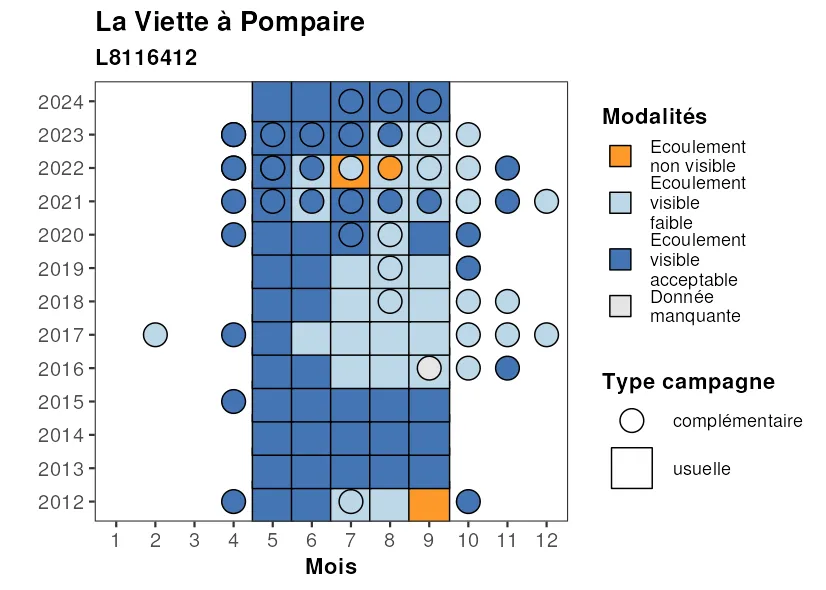 La Viette à Pompaire
L8116412
2024
2023
2022
2021
2020
2019
2018
2017
2016
2015
2014
2013
2012
1 2 3 4 5 6 7 8 9 10 11 12
Mois
Modalités
Ecoulement
non visible
Ecoulement
visible
faible
Ecoulement
visible
acceptable
Donnée
manquante
Type campagne
complémentaire
usuelle